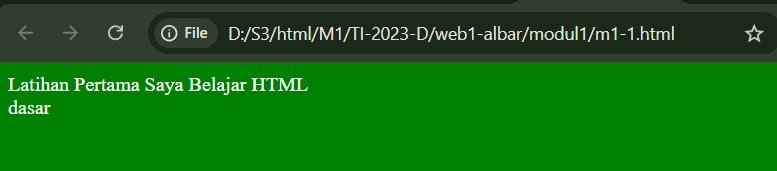 File D:/S3/html/M1/TI-2023-D/web1-albar/modul1/m1-1.html
Latihan Pertama Saya Belajar HTML
dasar